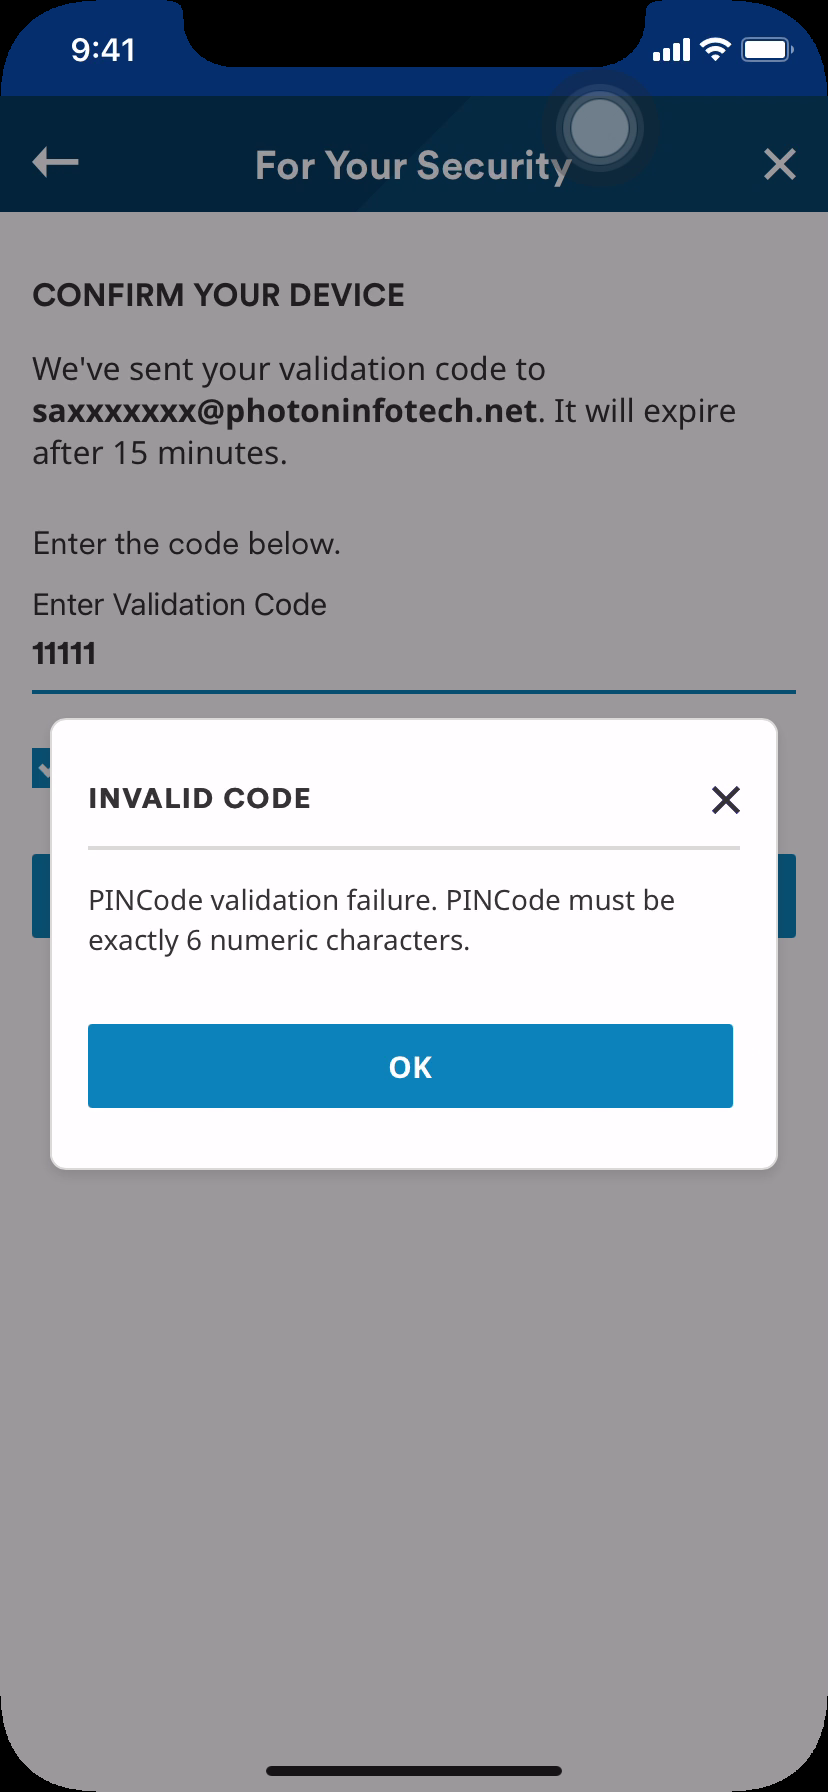 9:41
For Your Security
CONFIRM YOUR DEVICE
We've sent your validation code to
saxxxxxxx@photoninfotech.net. It will expire
after 15 minutes.
Enter the code below.
Enter Validation Code
11111
INVALID CODE
PINCode validation failure. PINCode must be
exactly 6 numeric characters.
OK